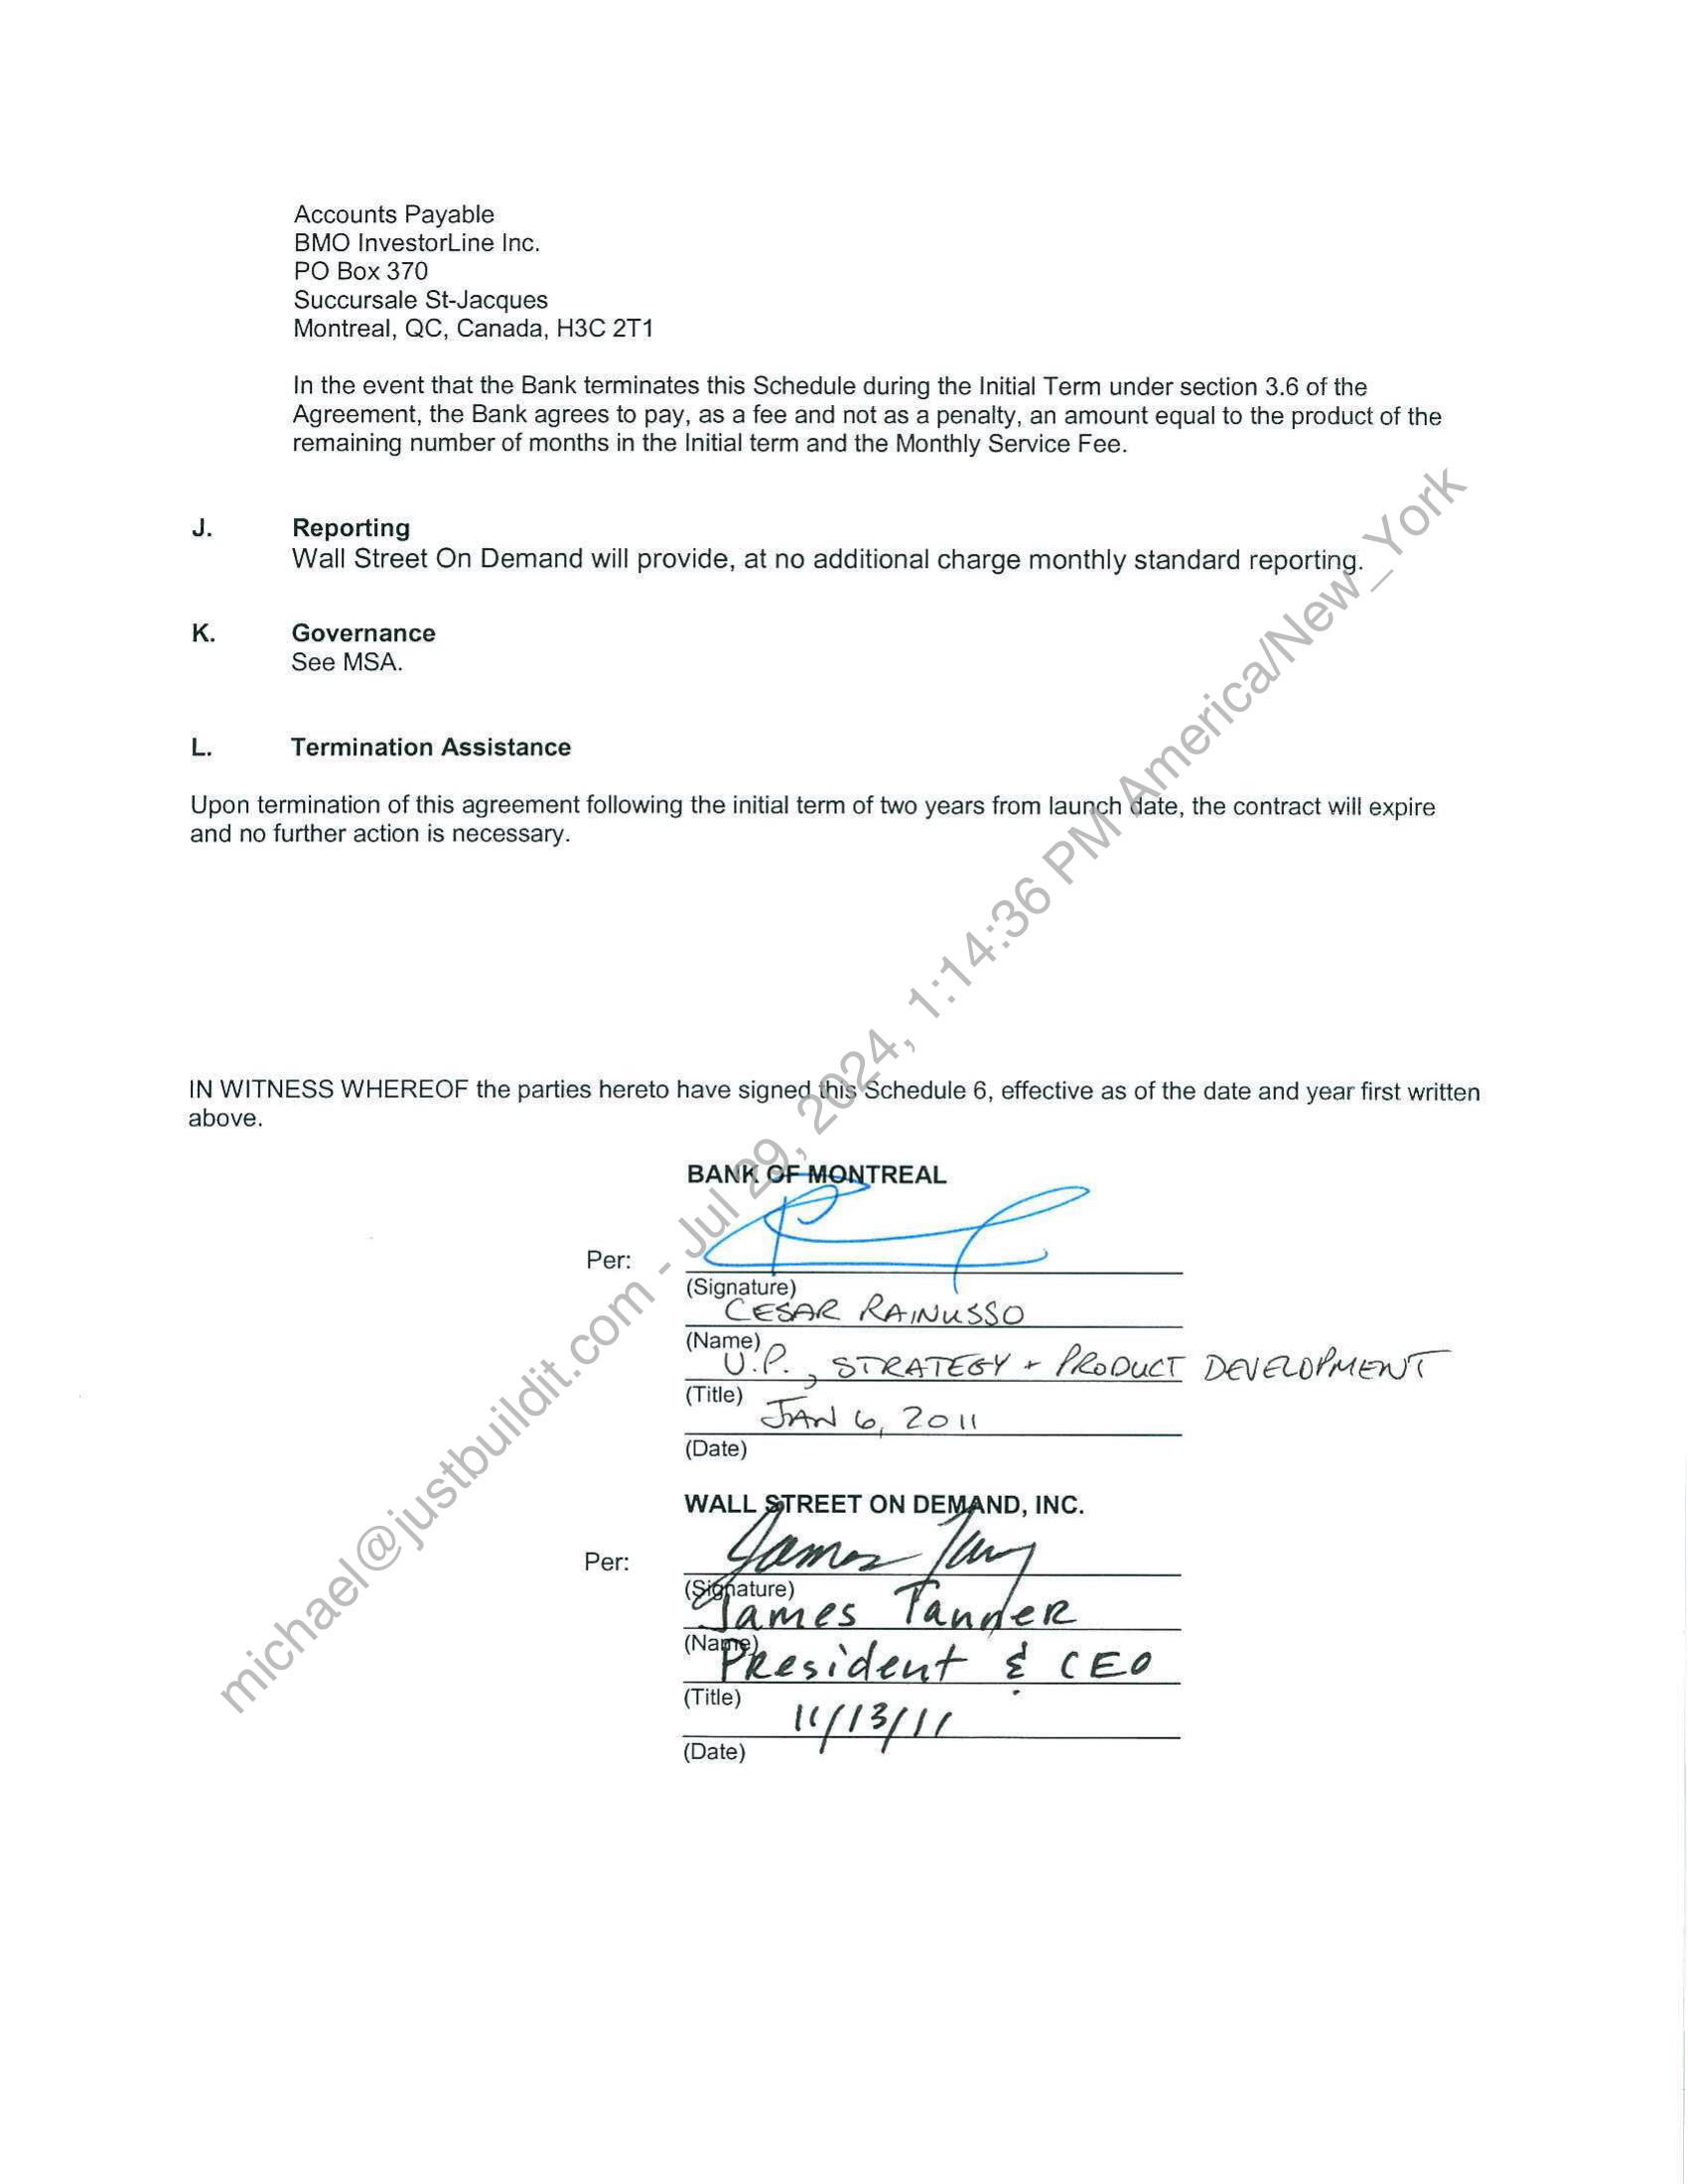 Accounts Payable
BMO InvestorLine Inc.
PO Box 370
Succursale St-Jacques
Montreal, QC, Canada, H3C 2T1
In the event that the Bank terminates this Schedule during the Initial Term under section 3.6 of the
Agreement, the Bank agrees to pay, as a fee and not as a penalty, an amount equal to the product of the
remaining number of months in the Initial term and the Monthly Service Fee.
J. Reporting
Wall Street On Demand will provide, at no additional charge monthly standard reporting.
K. Governance
See MSA.
L. Termination Assistance
Upon termination of this agreement following the initial term of two years from launch date, the contract will expire
and no further action is necessary.
IN WITNESS WHEREOF the parties hereto have signed this Schedule 6, effective as of the date and year first written
above.
BANK OF MONTREAL
Per:
(Signature)
CESAR RAINUSSO
(Name)
V.P., STRATEGY + PRODUCT DEVELOPMENT
(Title)
JAN 6, 2011
(Date)
WALL STREET ON DEMAND, INC.
Per:
James
(Signature)
James Tanner
(Name)
President & CEO
(Title)
11/13/11
(Date)
michael@justbuildit.com - Jul 29, 2024, 1:14:36 PM America/New_York